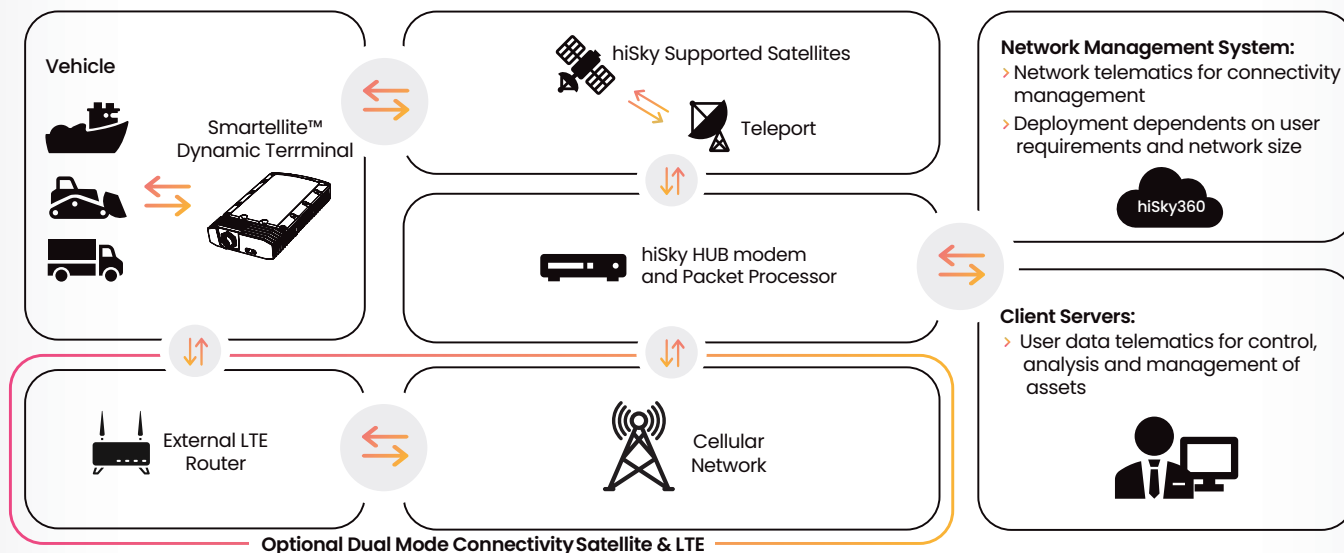 Vehicle
Smartellite™
Dynamic Terrminal
hiSky Supported Satellites
Teleport
hiSky HUB modem
and Packet Processor
Network Management System:
› Network telematics for connectivity
management
› Deployment dependents on user
requirements and network size
hiSky360
Client Servers:
› User data telematics for control,
analysis and management of
assets
External LTE
Router
Cellular
Network
Optional Dual Mode Connectivity Satellite & LTE